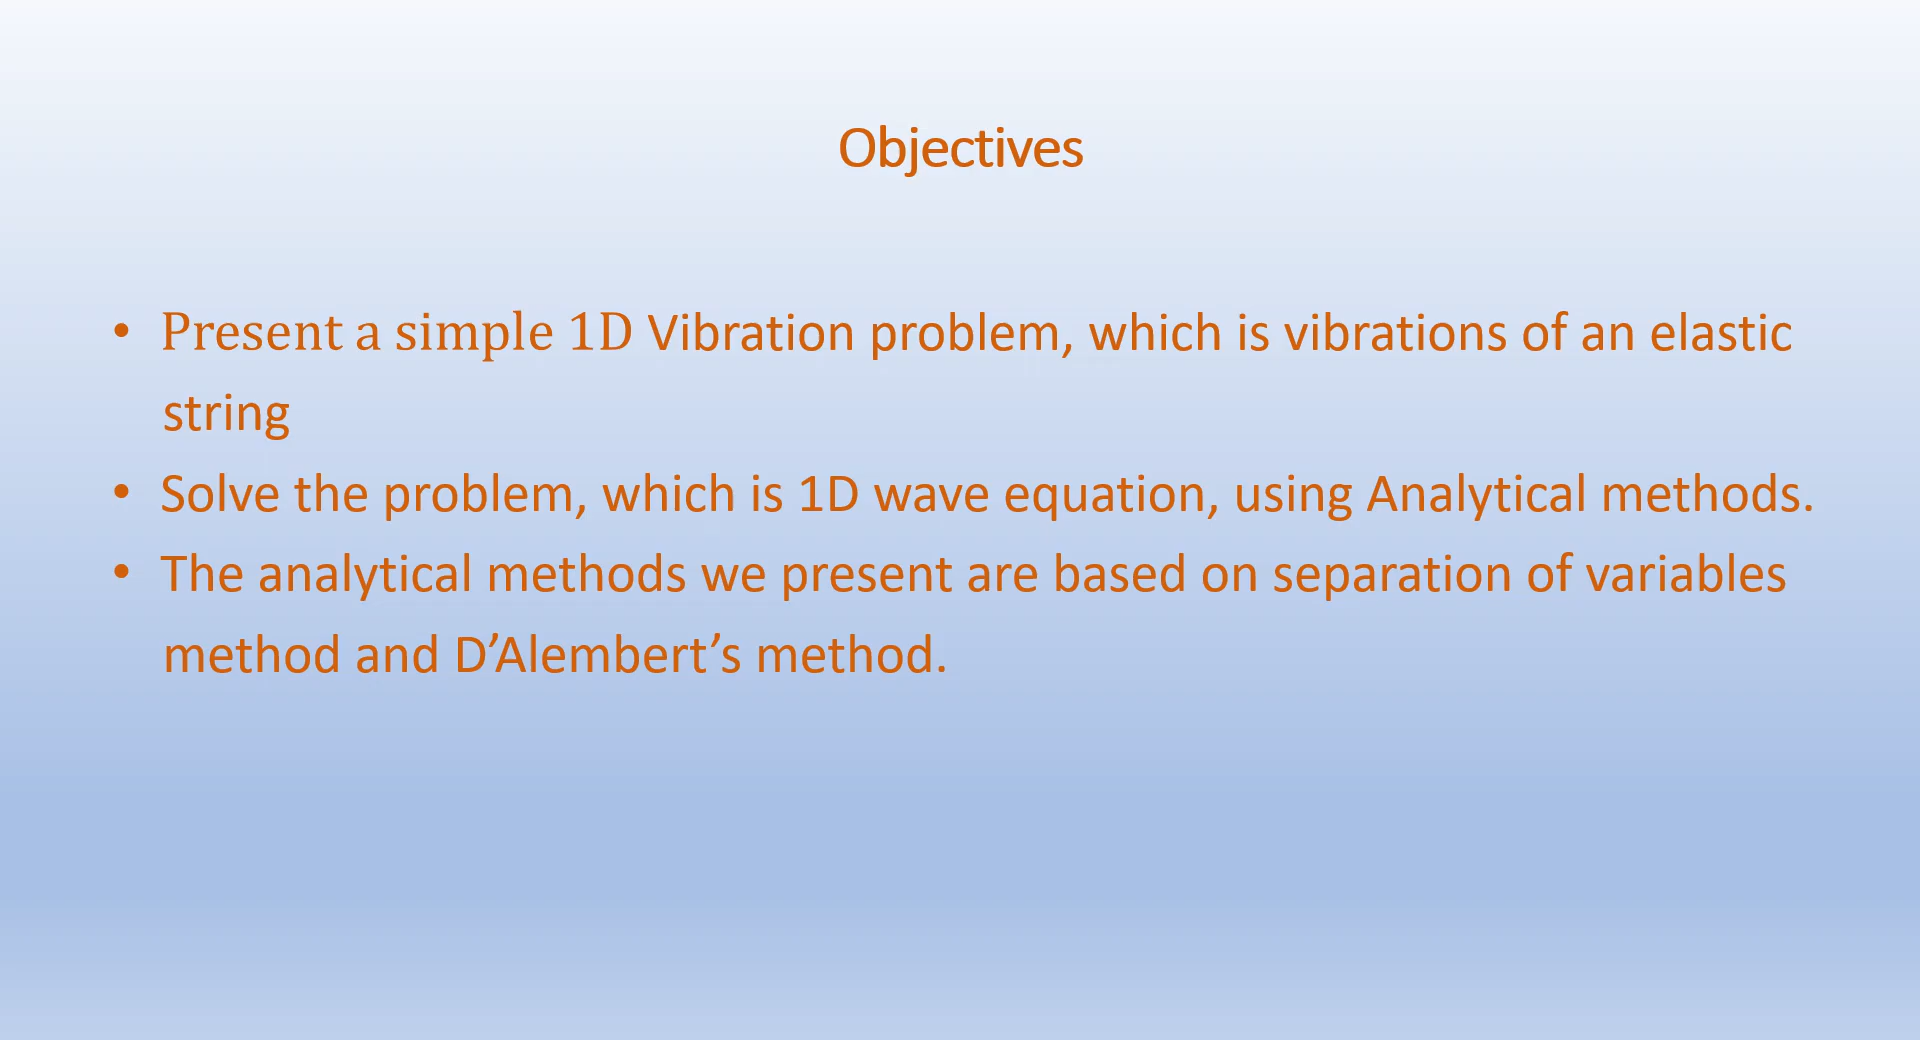 Objectives
• Present a simple 1D Vibration problem, which is vibrations of an elastic
string
• Solve the problem, which is 1D wave equation, using Analytical methods.
• The analytical methods we present are based on separation of variables
method and D’Alembert’s method.